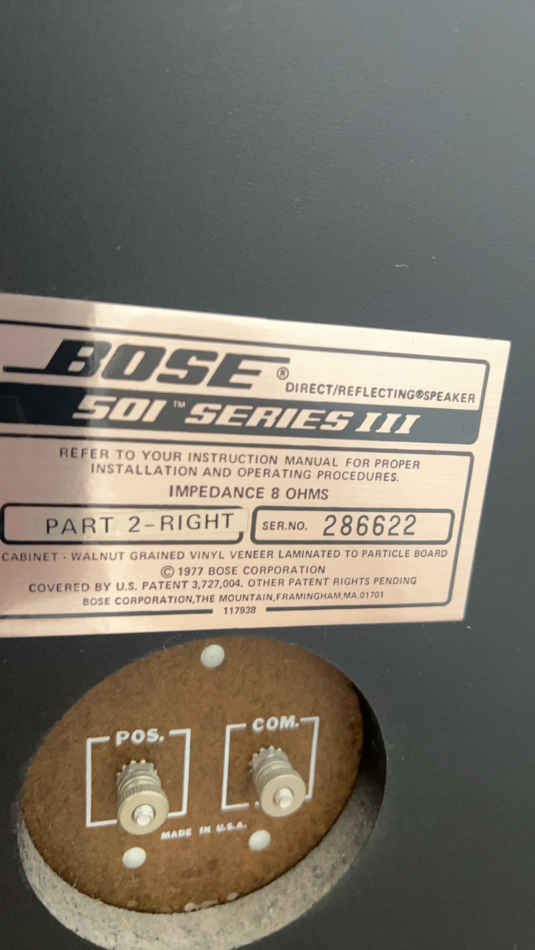 BOSE®
DIRECT/REFLECTING®SPEAKER
501™ SERIES III
REFER TO YOUR INSTRUCTION MANUAL FOR PROPER
INSTALLATION AND OPERATING PROCEDURES.
IMPEDANCE 8 OHMS
PART 2-RIGHT
SER.NO. 286622
CABINET - WALNUT GRAINED VINYL VENEER LAMINATED TO PARTICLE BOARD
© 1977 BOSE CORPORATION
COVERED BY U.S. PATENT 3,727,004. OTHER PATENT RIGHTS PENDING
BOSE CORPORATION, THE MOUNTAIN, FRAMINGHAM, MA. 01701
117938
POS. COM.
MADE IN U.S.A.